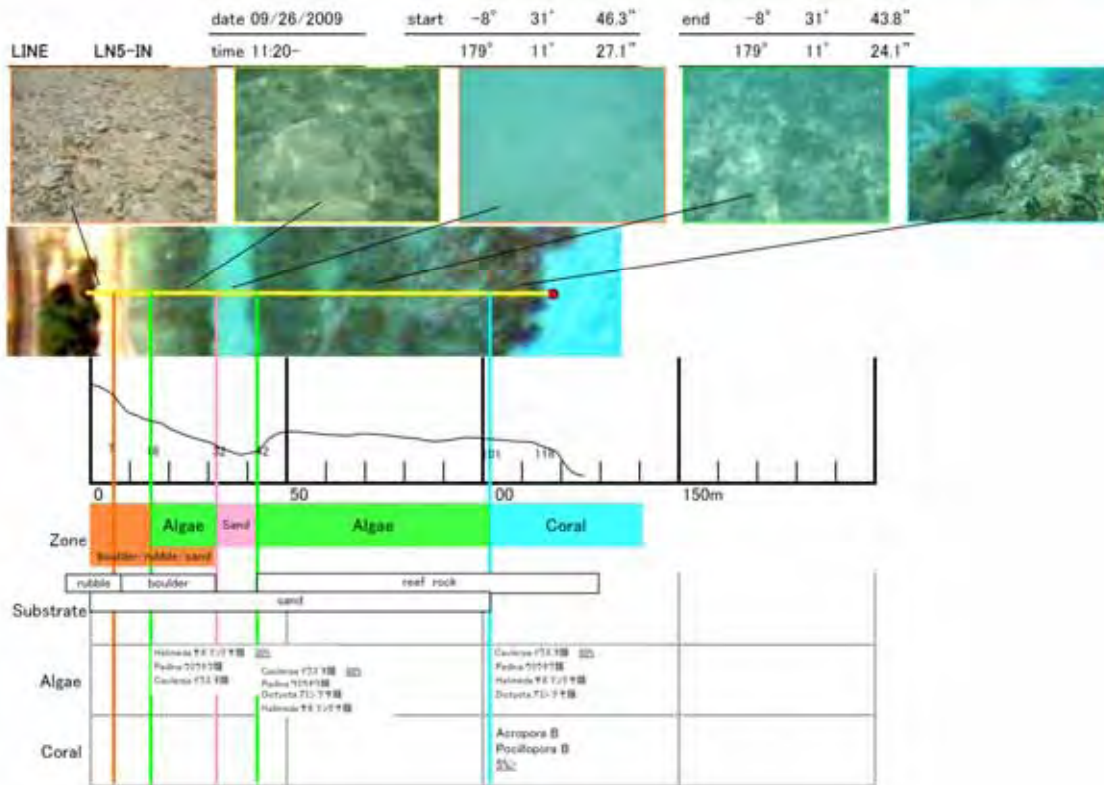 date 09/26/2009 start -8° 31' 46.3" end -8° 31' 43.8"
LINE LN5-IN time 11:20- 179° 11' 27.1" 179° 11' 24.1"
32 42 101 118
0 50 00 150m
Zone
Algae Sand Algae Coral
boulder/rubble/sand
rubble boulder reef rock
Substrate
sand
Algae
Halimeda
Padina
Caulerpa
Caulerpa
Padina
Dictyota
Halimeda
Caulerpa
Padina
Halimeda
Dictyota
Coral
Acropora B
Pocillopora B
5%>